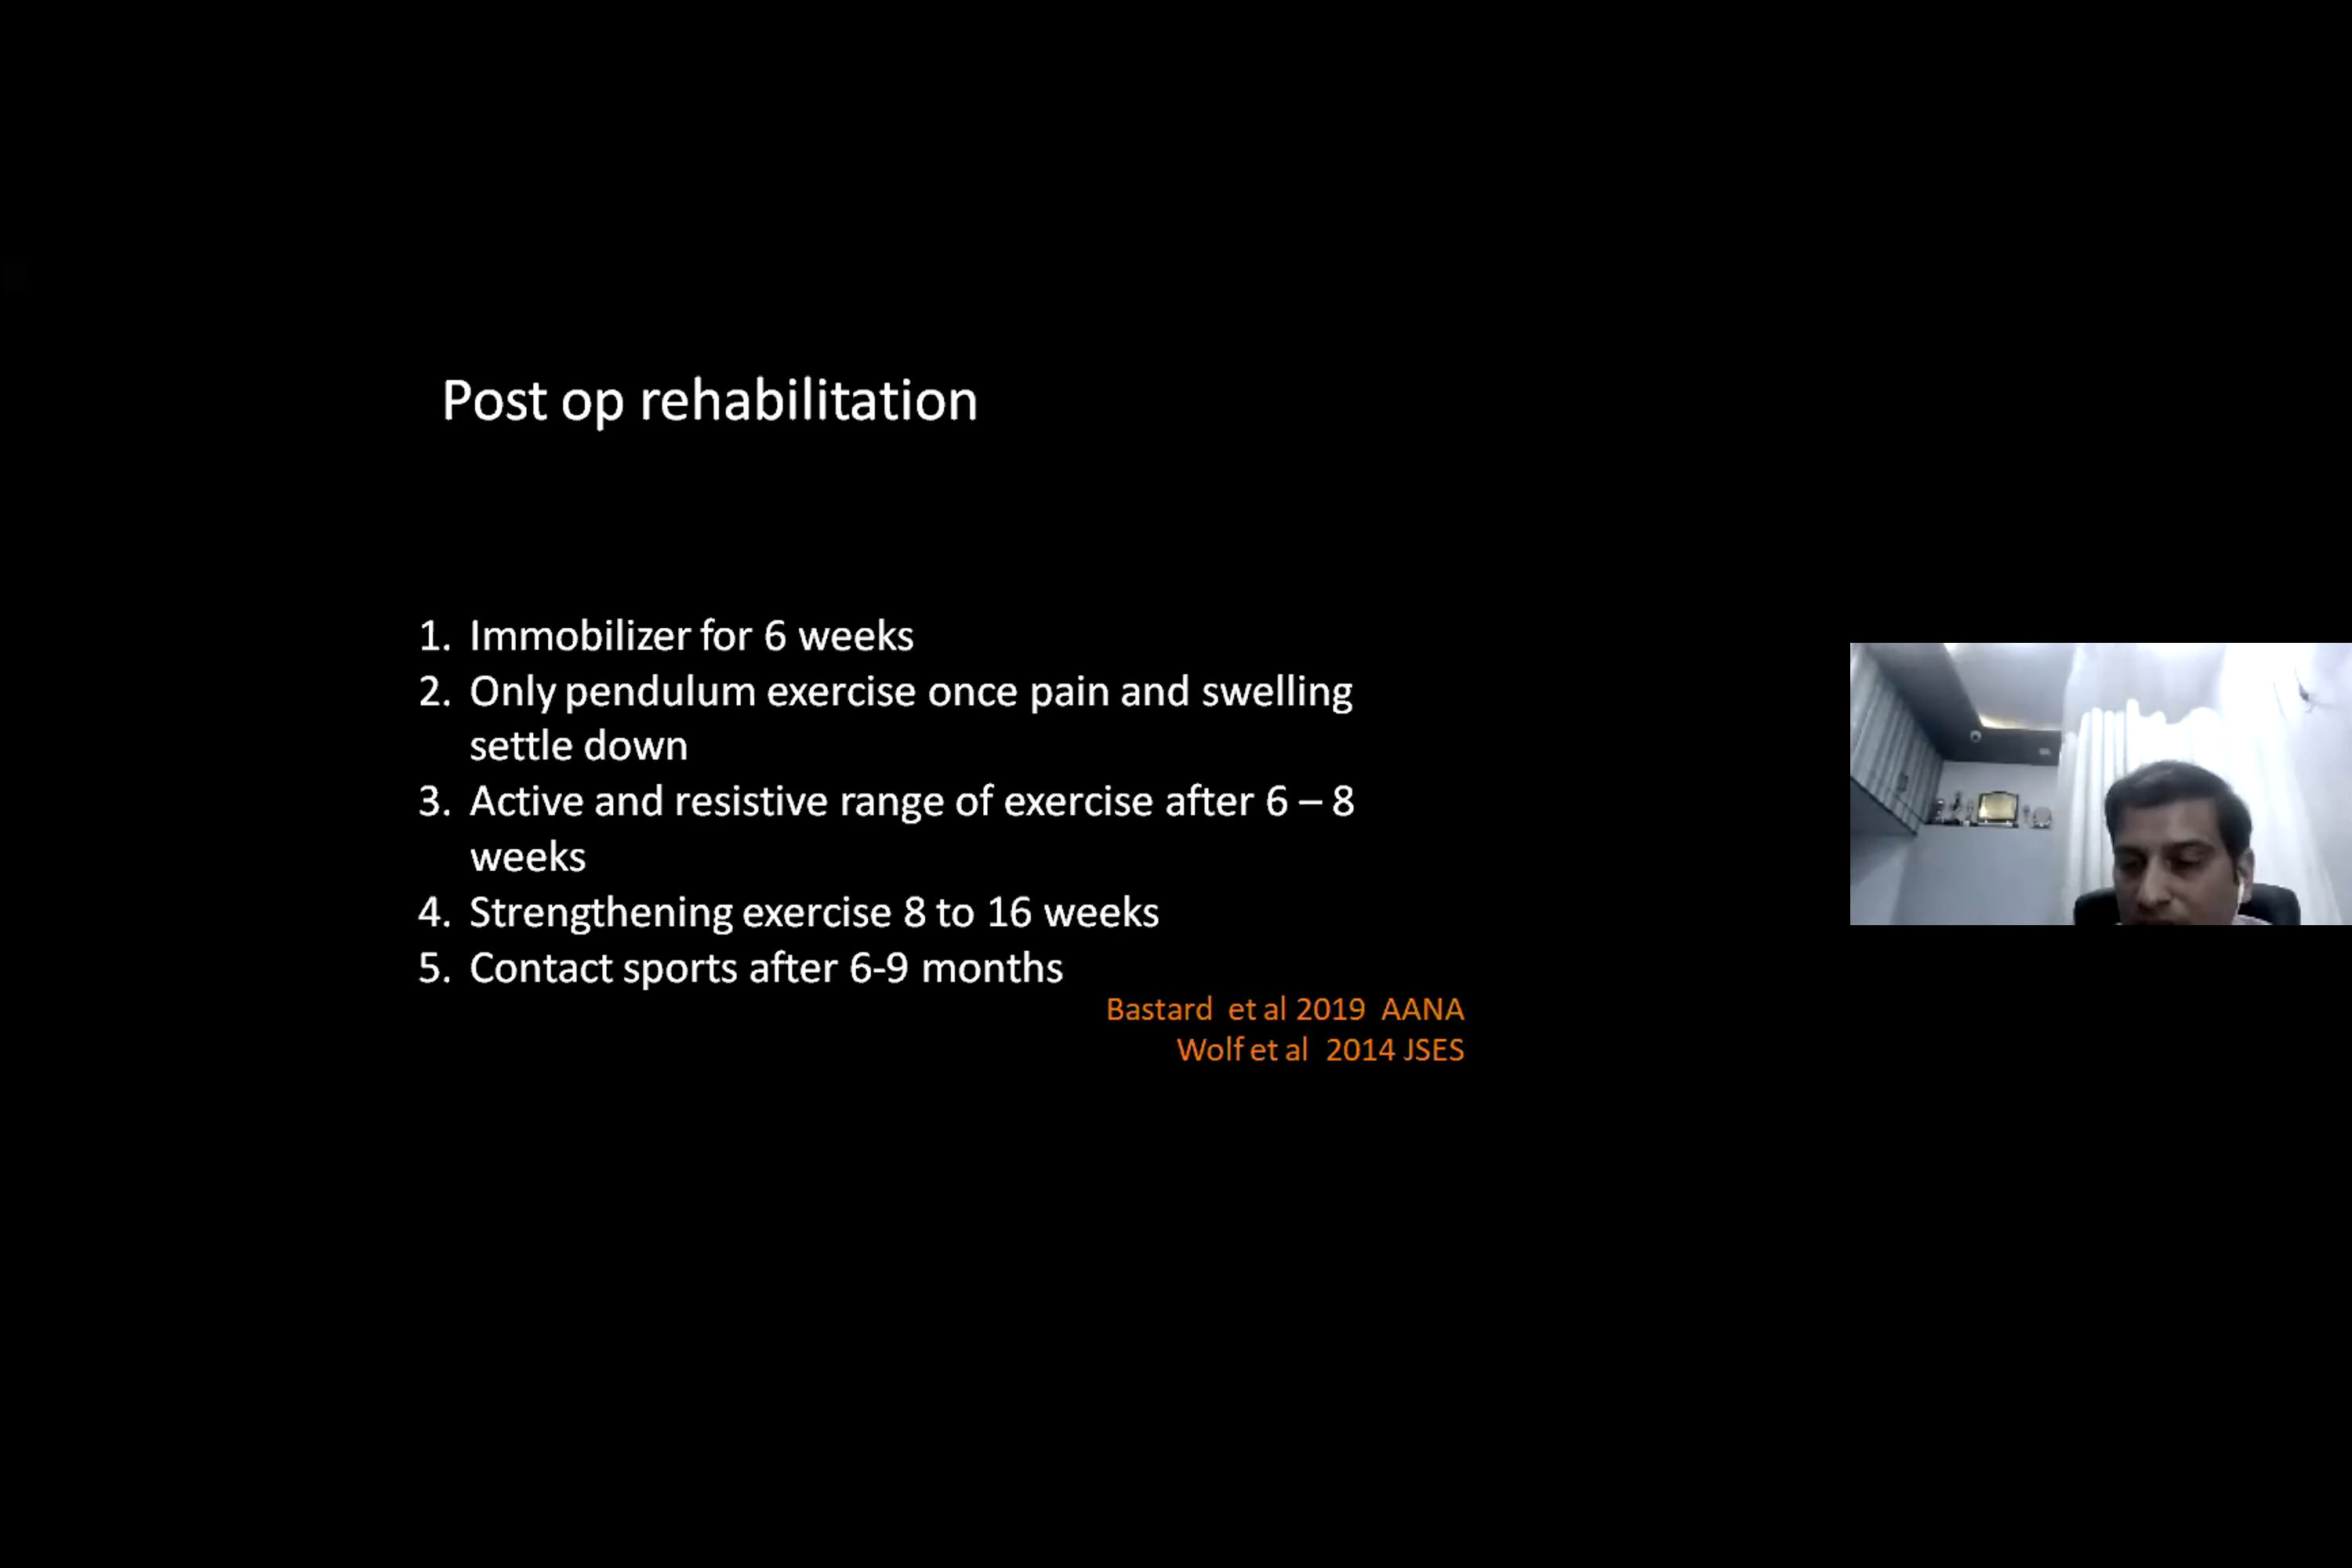 Post op rehabilitation
1. Immobilizer for 6 weeks
2. Only pendulum exercise once pain and swelling
settle down
3. Active and resistive range of exercise after 6 – 8
weeks
4. Strengthening exercise 8 to 16 weeks
5. Contact sports after 6-9 months
Bastard et al 2019 AANA
Wolf et al 2014 JSES